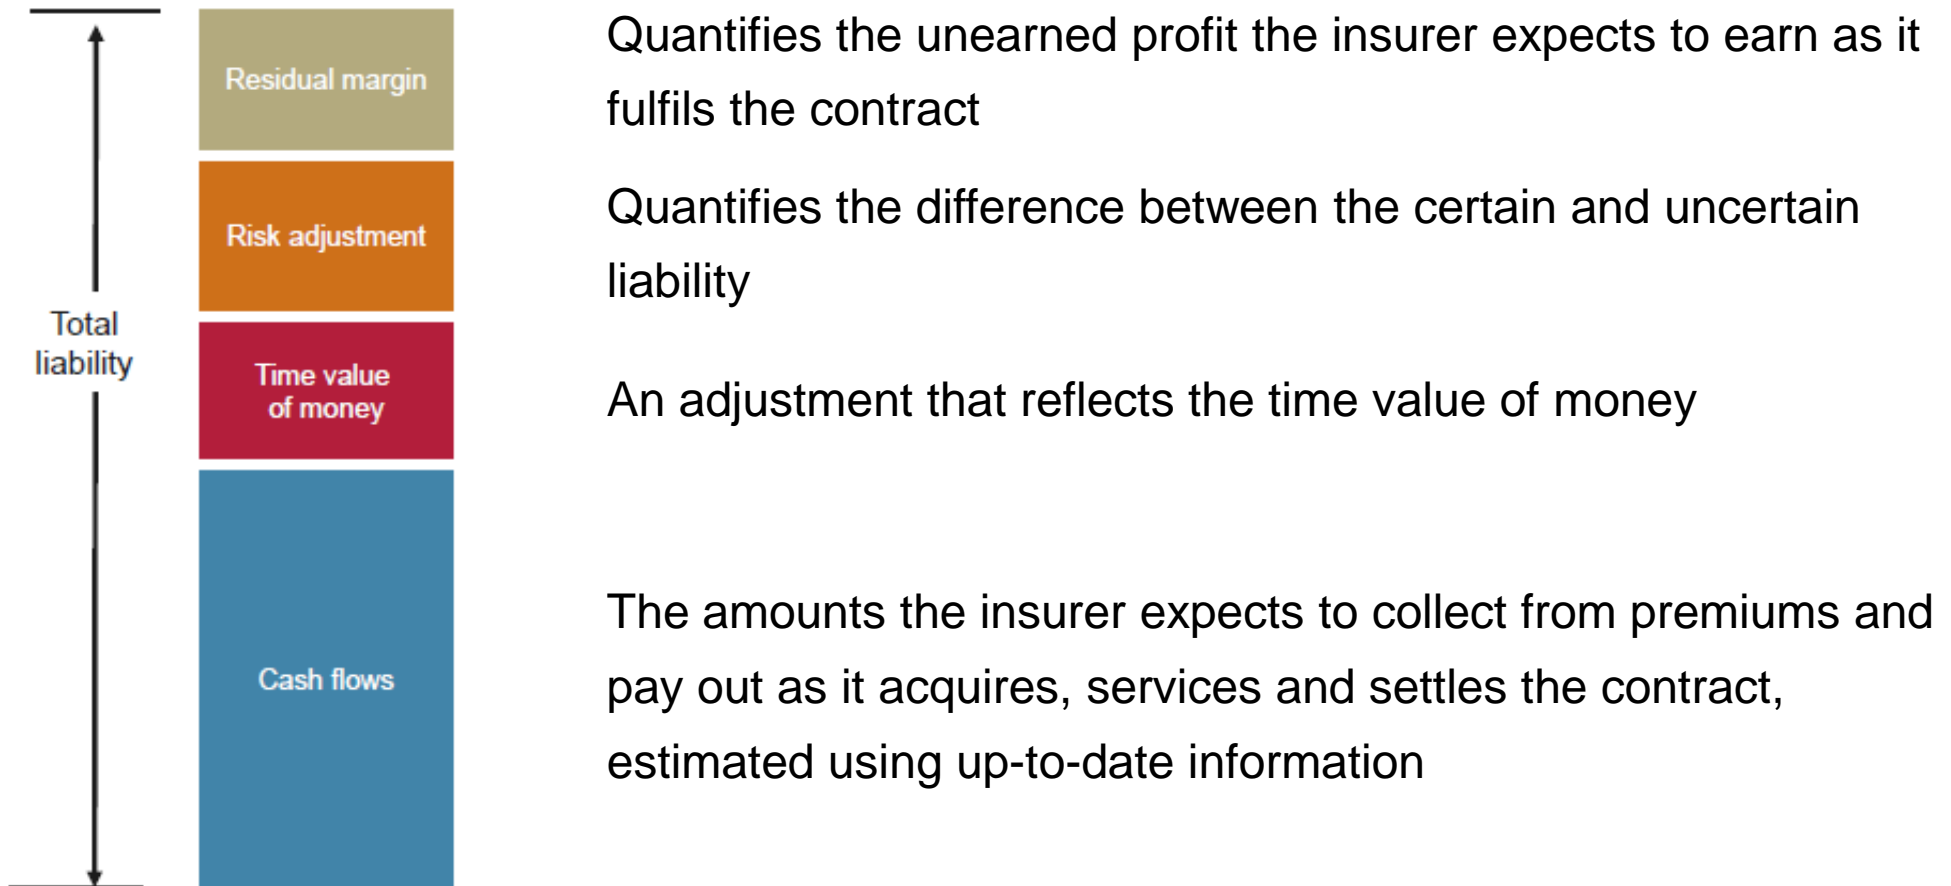 Quantifies the unearned profit the insurer expects to earn as it
fulfils the contract
Residual margin
Quantifies the difference between the certain and uncertain
liability
Risk adjustment
Total
liability
Time value
of money
An adjustment that reflects the time value of money
The amounts the insurer expects to collect from premiums and
pay out as it acquires, services and settles the contract,
estimated using up-to-date information
Cash flows